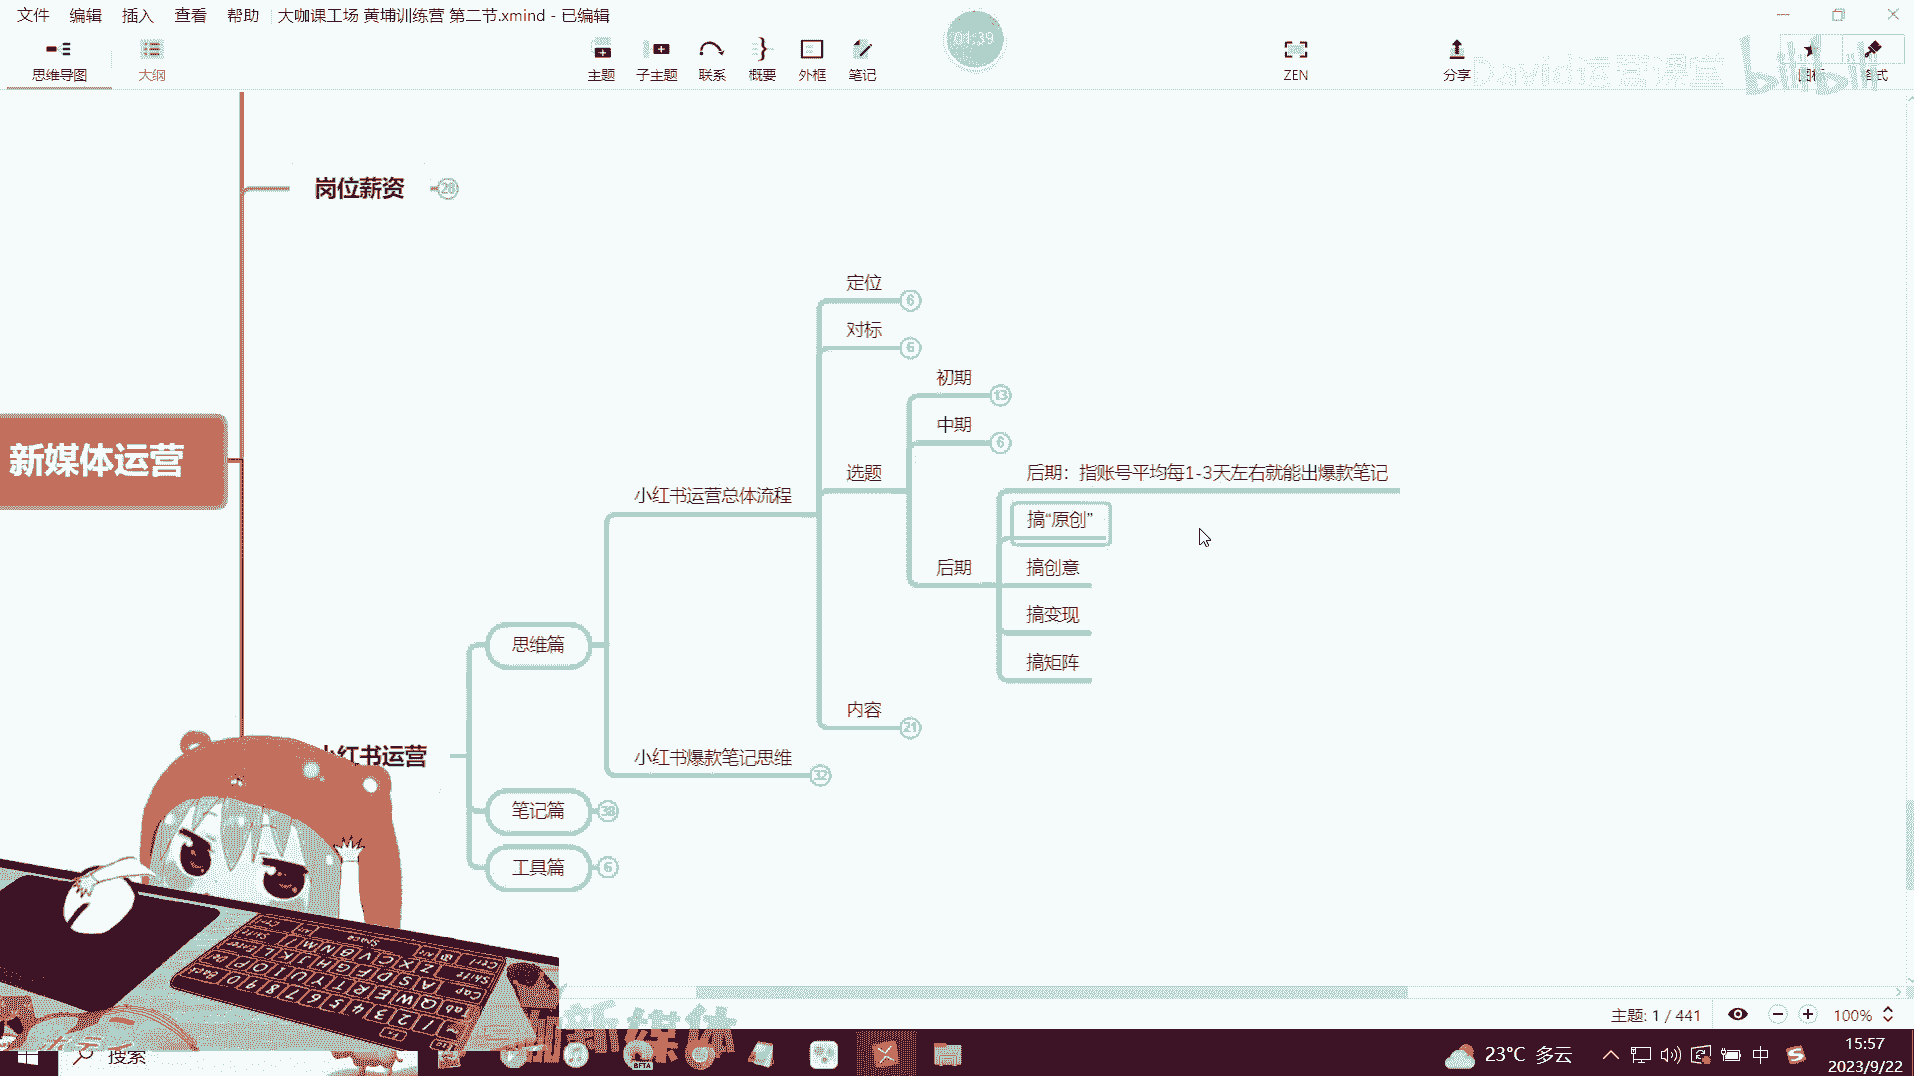 文件 编辑 插入 查看 帮助 大咖课工场 黄埔训练营 第二节.xmind - 已编辑
思维导图 大纲 主题 子主题 联系 概要 外框 笔记 01:39 ZEN 分享 图标 格式
David运营课堂 bilibili
岗位薪资 28
定位 6
对标 6
初期 13
中期 6
新媒体运营
选题
后期：指账号平均每1-3天左右就能出爆款笔记
小红书运营总体流程
搞“原创”
后期
搞创意
搞变现
思维篇
搞矩阵
内容 21
小红书运营
小红书爆款笔记思维 32
笔记篇 38
工具篇 6
主题: 1 / 441 100%
新媒体
搜索
BETA
23°C 多云 中
15:57
2023/9/22